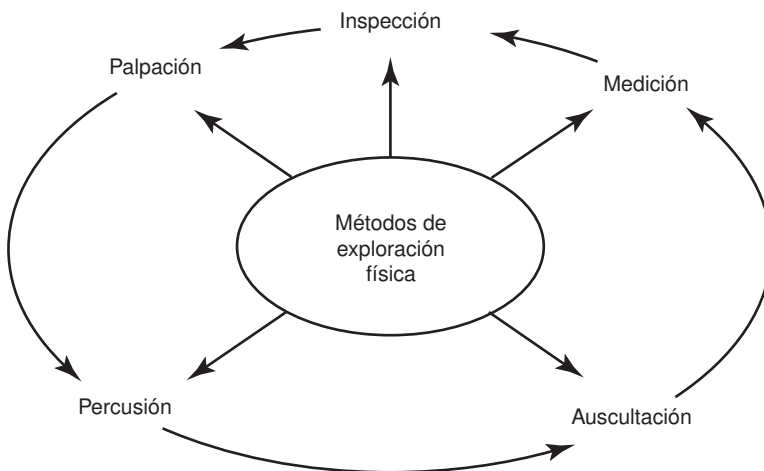 Inspección
Palpación
Medición
Métodos de
exploración
física
Percusión
Auscultación